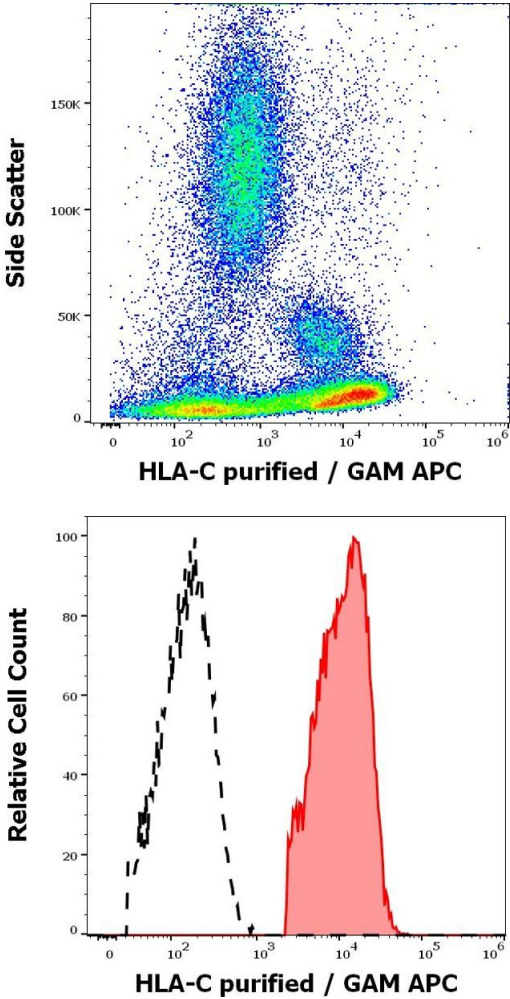 Side Scatter
150K
100K
50K
0
0 10² 10³ 10⁴ 10⁵ 10⁶
HLA-C purified / GAM APC
Relative Cell Count
100
80
60
40
20
0
0 10² 10³ 10⁴ 10⁵ 10⁶
HLA-C purified / GAM APC